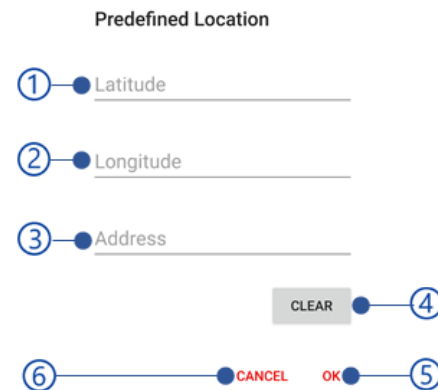 Predefined Location
1 Latitude
2 Longitude
3 Address
CLEAR 4
6 CANCEL OK 5